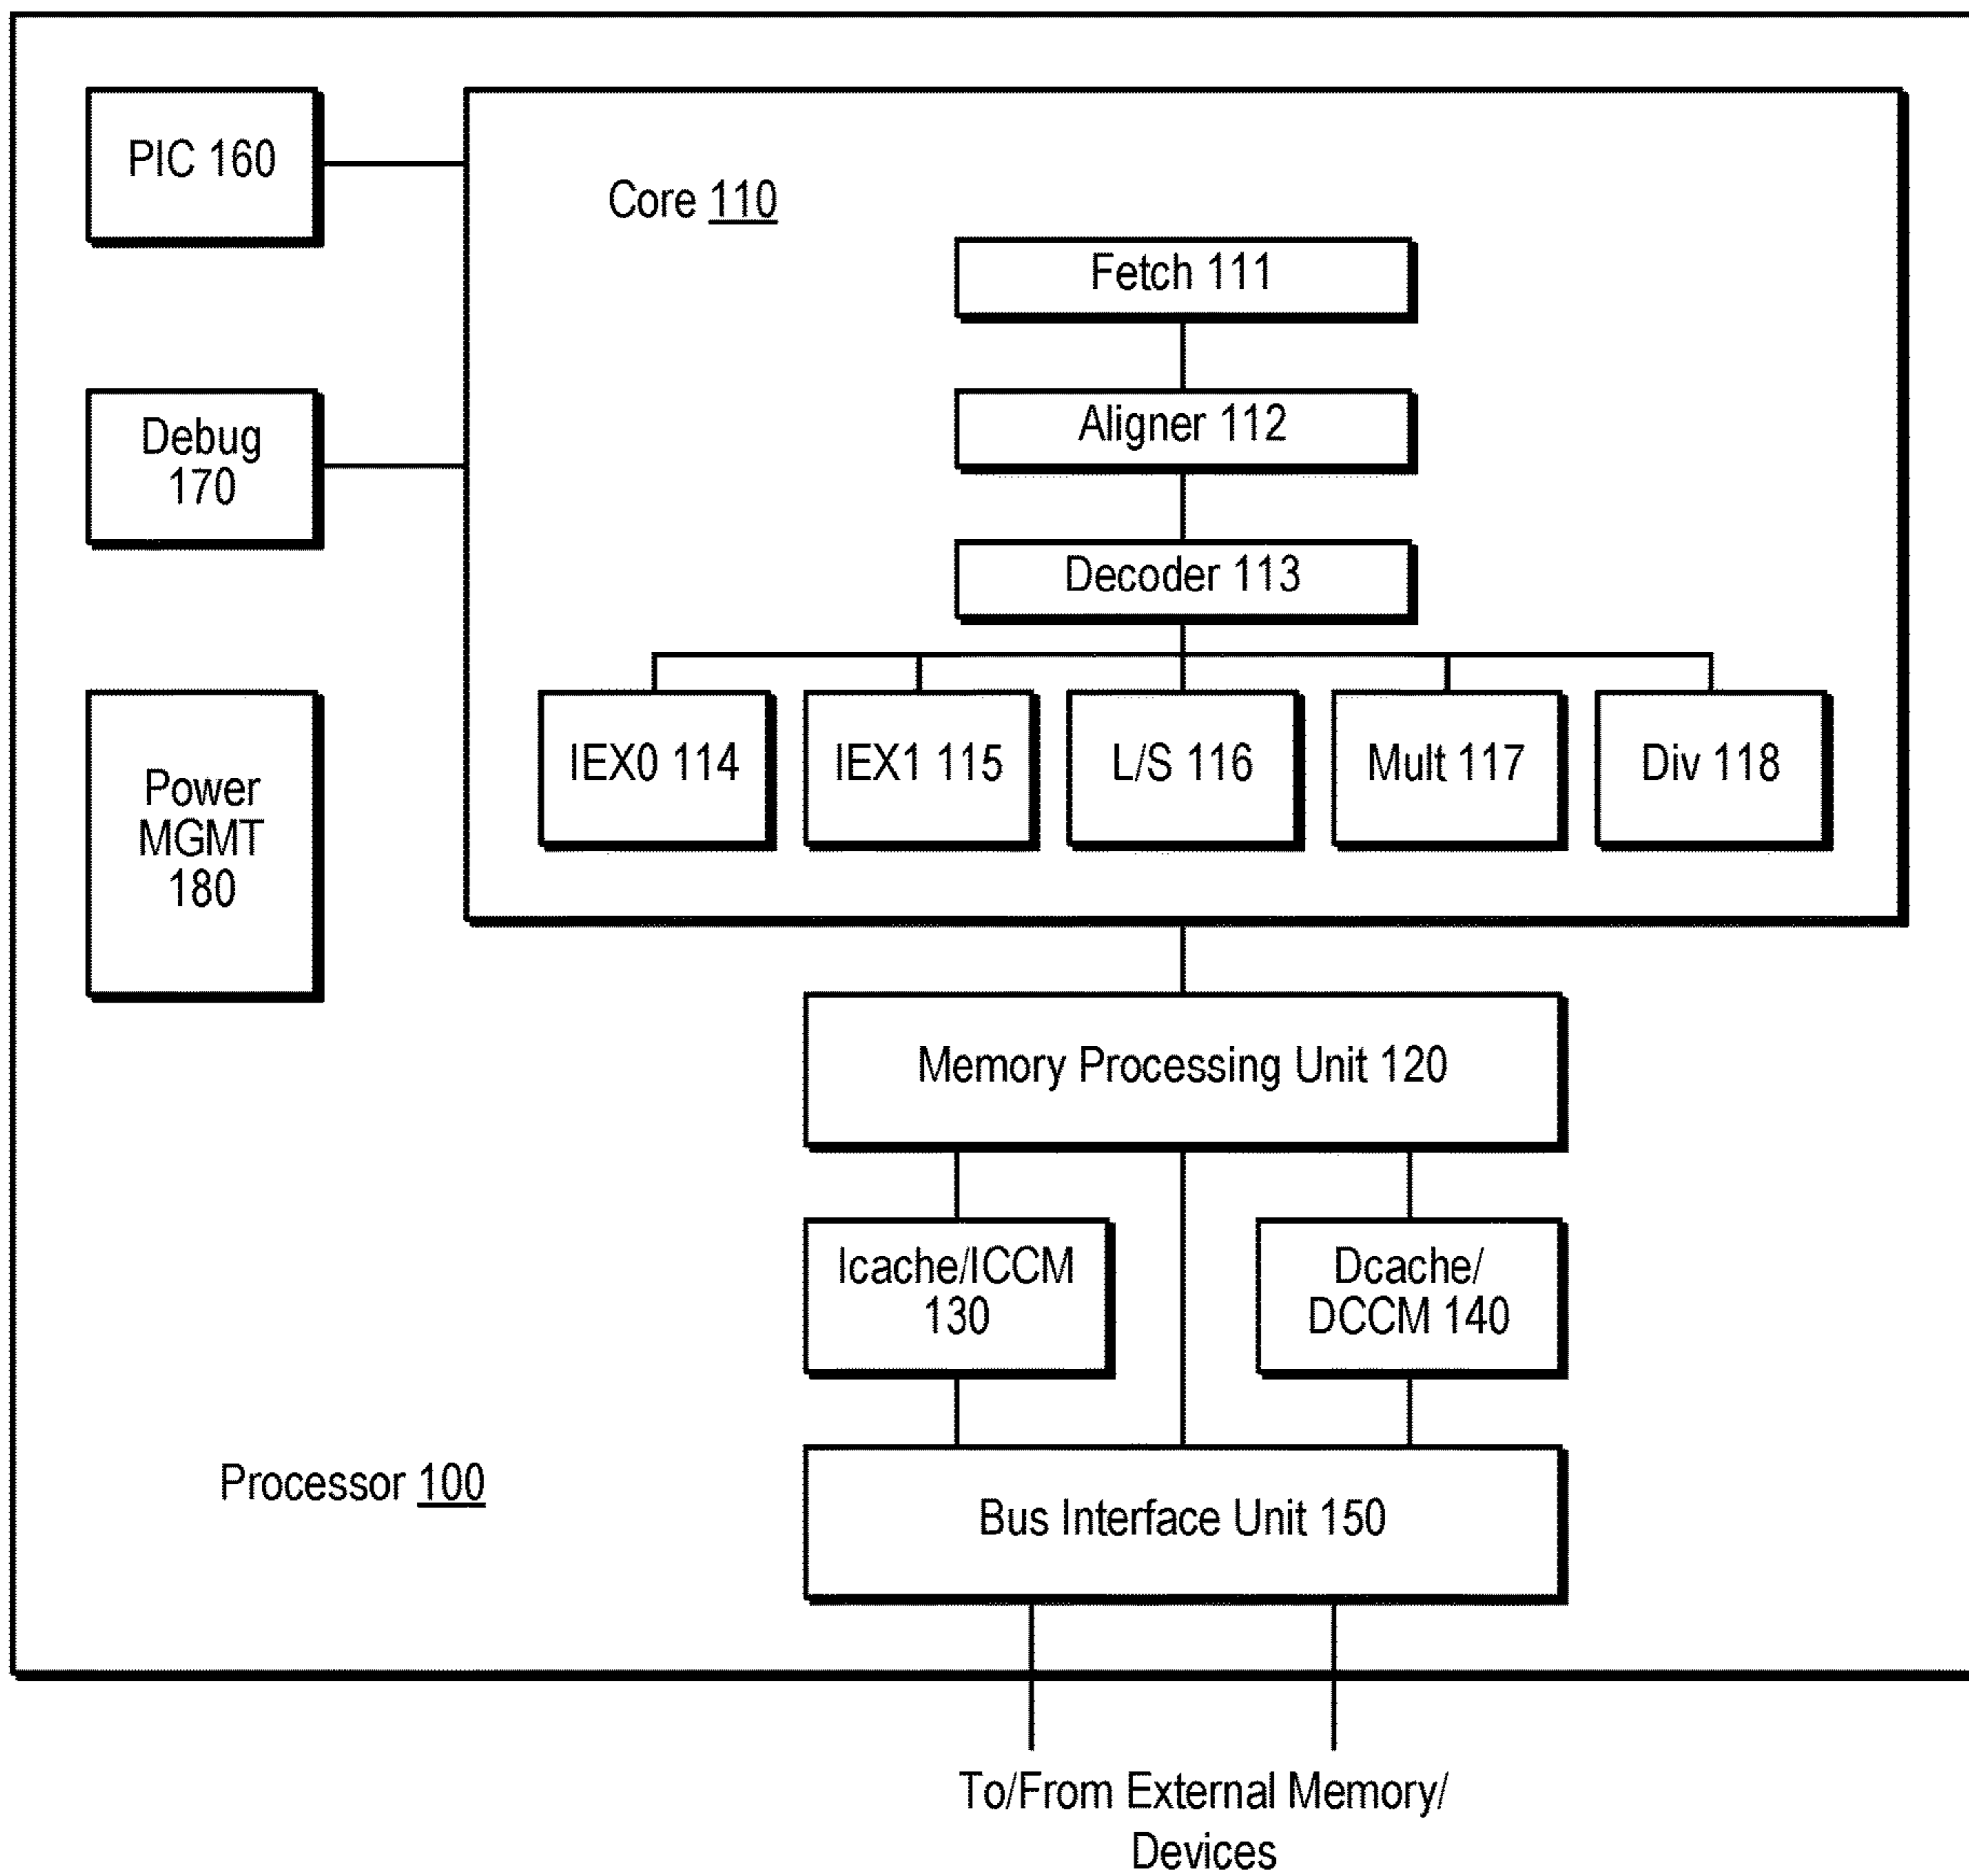 PIC 160
Core 110
Fetch 111
Aligner 112
Debug
170
Decoder 113
IEX0 114
IEX1 115
L/S 116
Mult 117
Div 118
Power
MGMT
180
Memory Processing Unit 120
Icache/ICCM
130
Dcache/
DCCM 140
Processor 100
Bus Interface Unit 150
To/From External Memory/
Devices